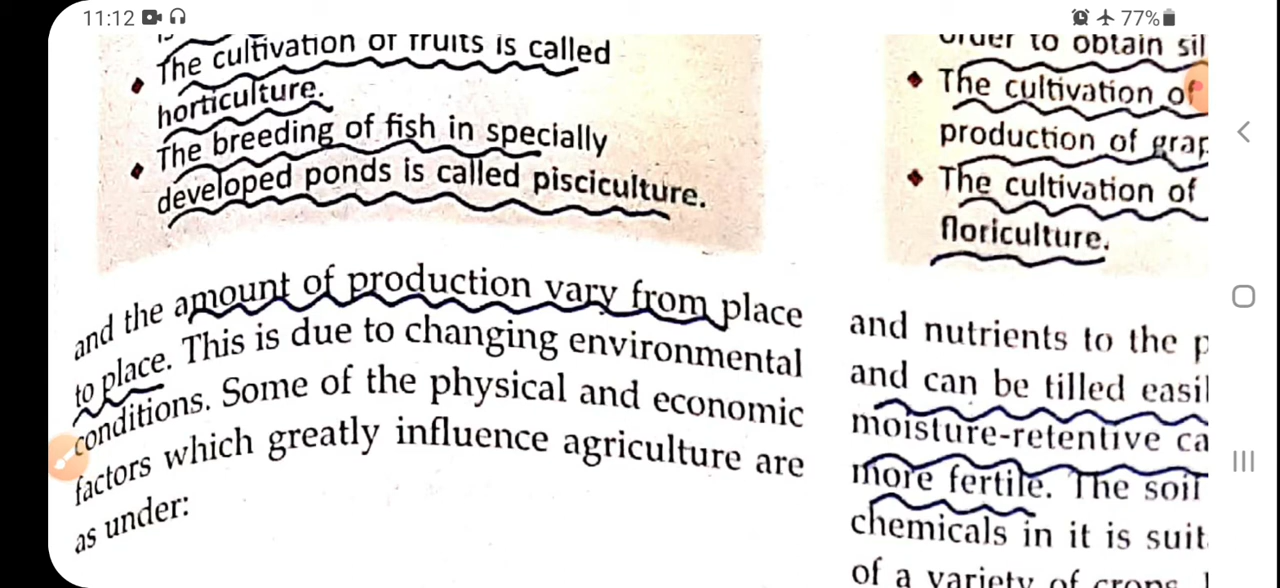 11:12
77%
The cultivation of fruits is called
horticulture.
The breeding of fish in specially
developed ponds is called pisciculture.
and the amount of production vary from place
to place. This is due to changing environmental
conditions. Some of the physical and economic
factors which greatly influence agriculture are
as under:
order to obtain sil
The cultivation of
production of grap
The cultivation of
floriculture.
and nutrients to the p
and can be tilled easil
moisture-retentive ca
more fertile. The soil
chemicals in it is suit
of a variety of crops.